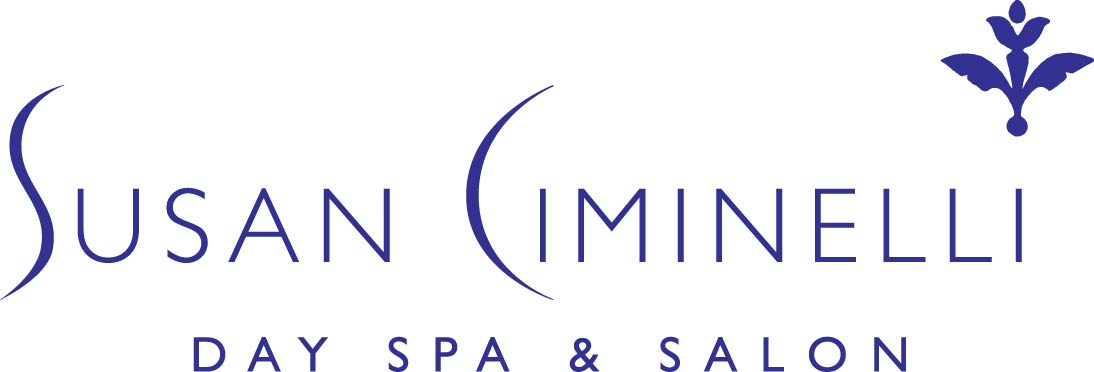 SUSAN CIMINELLI
DAY SPA & SALON